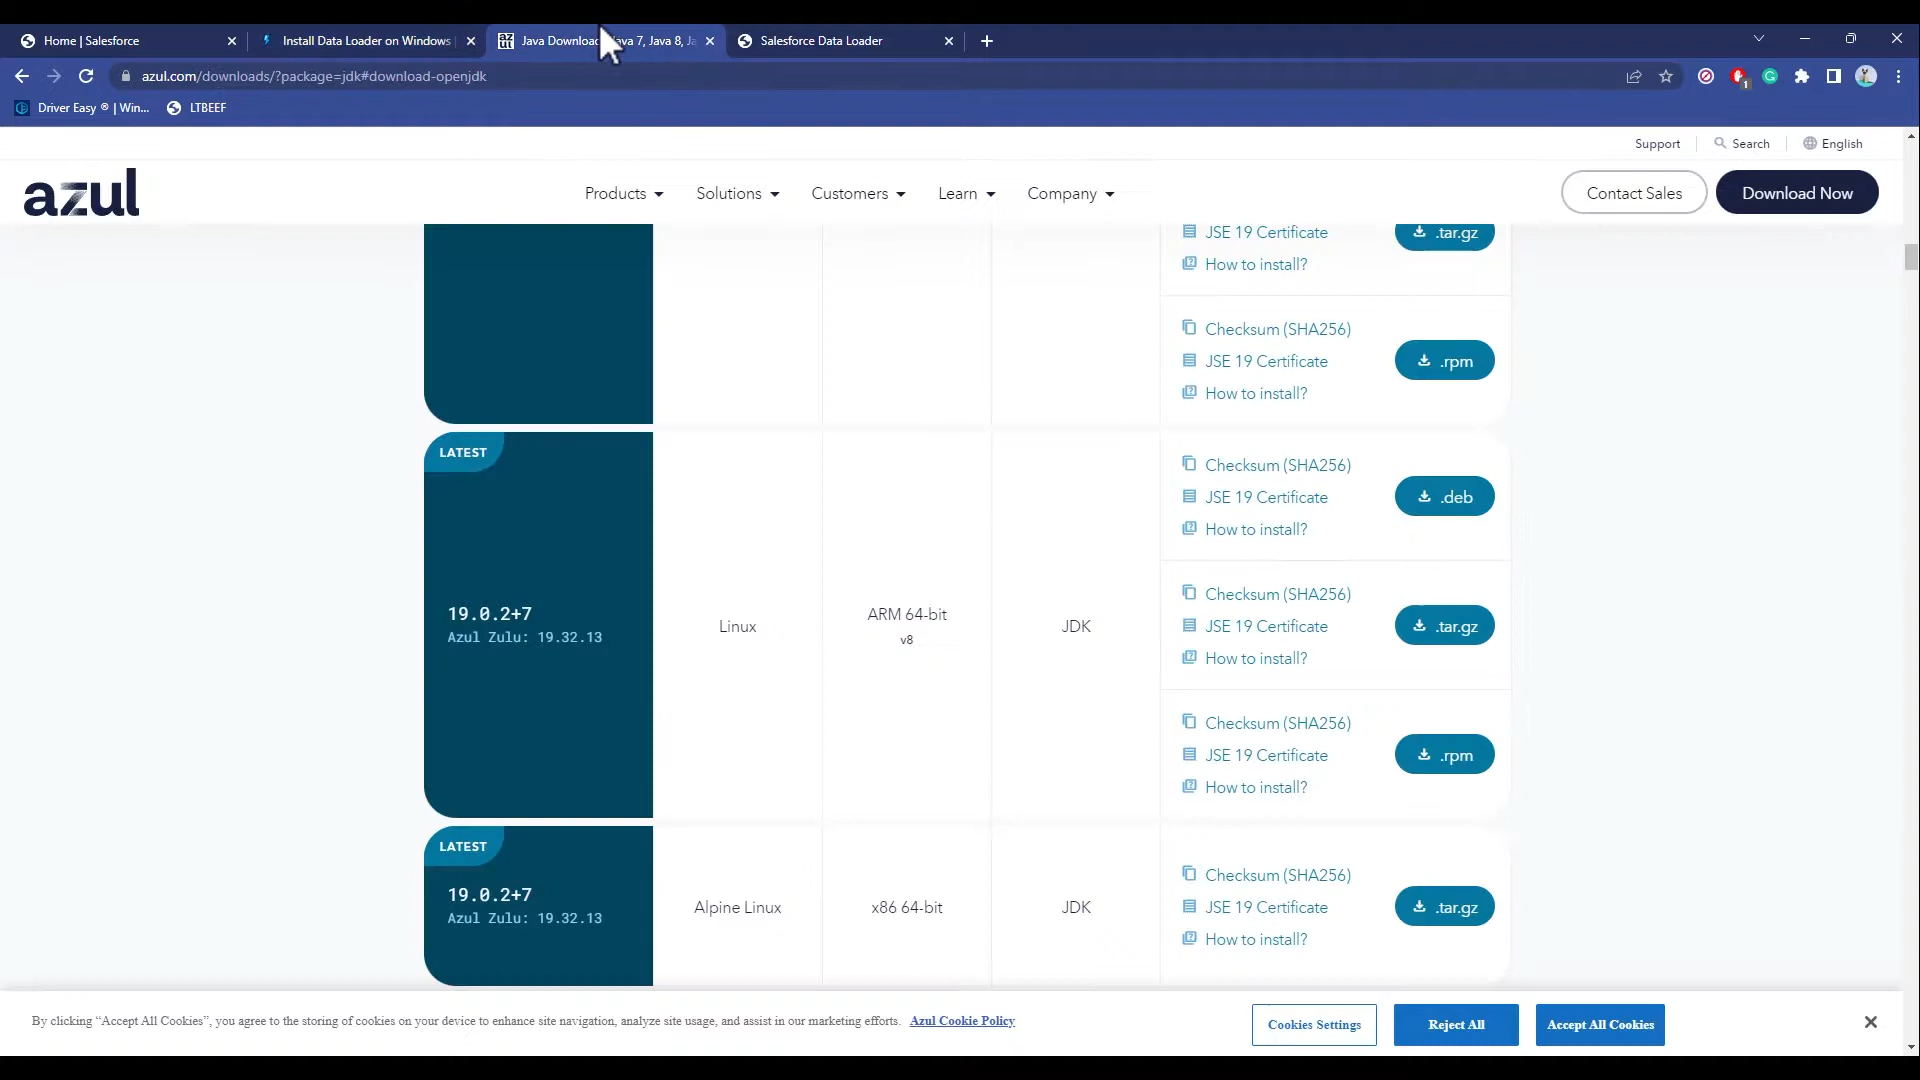 Home | Salesforce
Install Data Loader on Windows
Java 7, Java 8, Ja
Salesforce Data Loader
azul.com/downloads/?package=jdk#download-openjdk
1
Driver Easy ® | Win...
LTBEEF
Support
Search
English
azul
Products
Solutions
Customers
Learn
Company
Contact Sales
Download Now
JSE 19 Certificate
.tar.gz
How to install?
Checksum (SHA256)
JSE 19 Certificate
.rpm
How to install?
LATEST
19.0.2+7
Azul Zulu: 19.32.13
Linux
ARM 64-bit
v8
JDK
Checksum (SHA256)
JSE 19 Certificate
.deb
How to install?
Checksum (SHA256)
JSE 19 Certificate
.tar.gz
How to install?
Checksum (SHA256)
JSE 19 Certificate
.rpm
How to install?
LATEST
19.0.2+7
Azul Zulu: 19.32.13
Alpine Linux
x86 64-bit
JDK
Checksum (SHA256)
JSE 19 Certificate
.tar.gz
How to install?
By clicking “Accept All Cookies”, you agree to the storing of cookies on your device to enhance site navigation, analyze site usage, and assist in our marketing efforts. Azul Cookie Policy
Cookies Settings
Reject All
Accept All Cookies